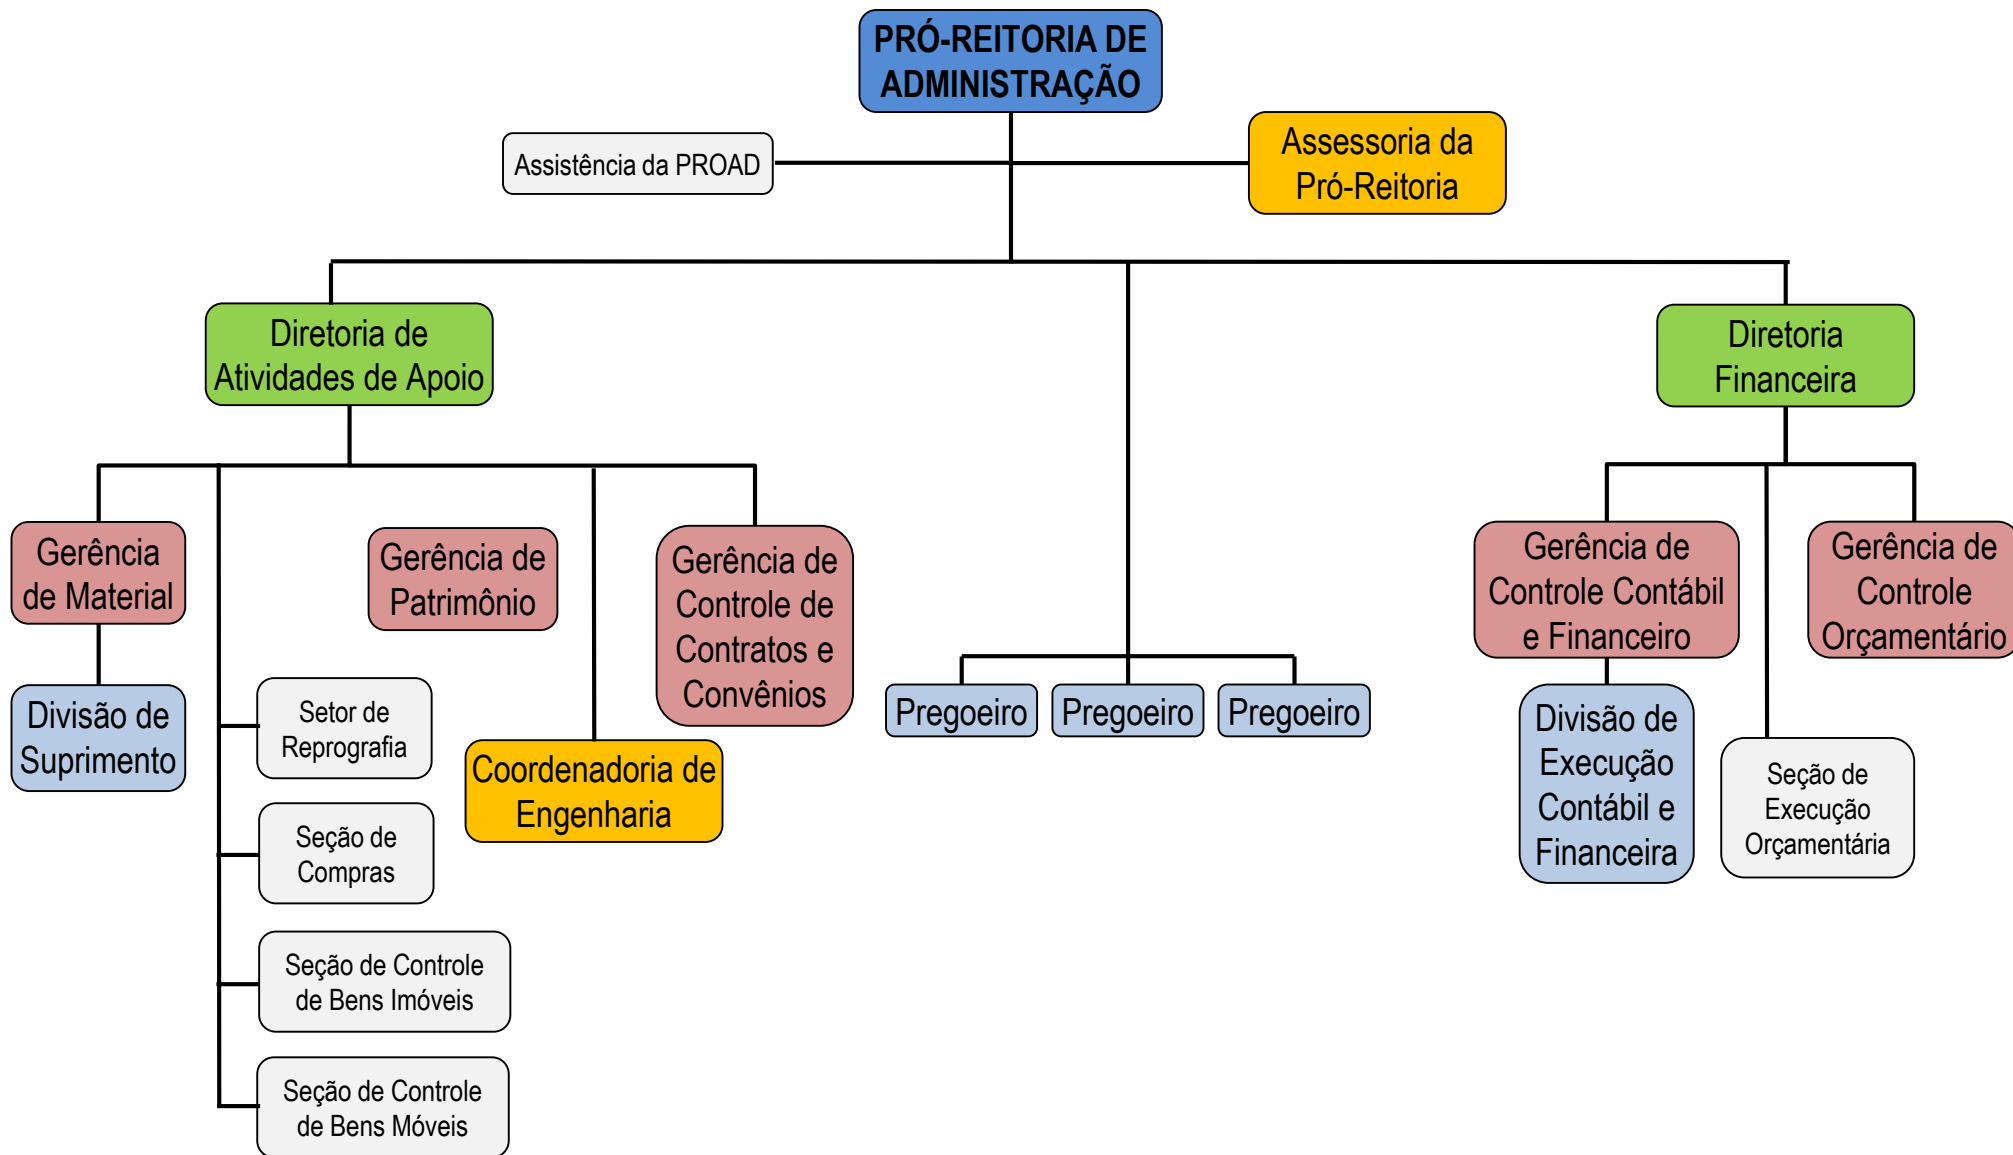 PRÓ-REITORIA DE
ADMINISTRAÇÃO
Assistência da PROAD
Assessoria da
Pró-Reitoria
Diretoria de
Atividades de Apoio
Diretoria
Financeira
Gerência
de Material
Gerência de
Patrimônio
Gerência de
Controle de
Contratos e
Convênios
Gerência de
Controle Contábil
e Financeiro
Gerência de
Controle
Orçamentário
Divisão de
Suprimento
Setor de
Reprografia
Coordenadoria de
Engenharia
Pregoeiro
Pregoeiro
Pregoeiro
Divisão de
Execução
Contábil e
Financeira
Seção de
Execução
Orçamentária
Seção de
Compras
Seção de Controle
de Bens Imóveis
Seção de Controle
de Bens Móveis